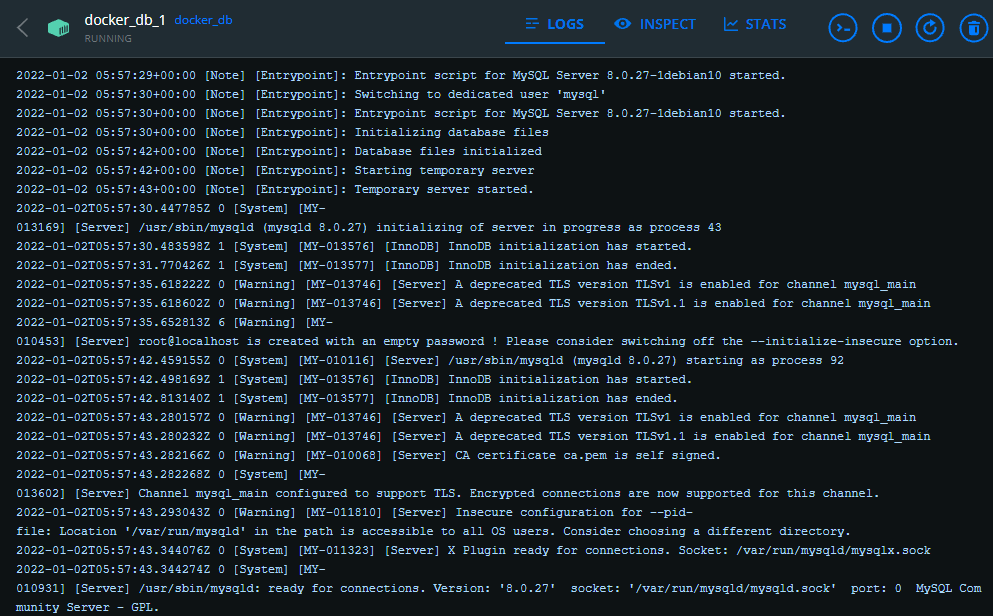 docker_db_1 docker_db
RUNNING
LOGS INSPECT STATS
2022-01-02 05:57:29+00:00 [Note] [Entrypoint]: Entrypoint script for MySQL Server 8.0.27-1debian10 started.
2022-01-02 05:57:30+00:00 [Note] [Entrypoint]: Switching to dedicated user 'mysql'
2022-01-02 05:57:30+00:00 [Note] [Entrypoint]: Entrypoint script for MySQL Server 8.0.27-1debian10 started.
2022-01-02 05:57:30+00:00 [Note] [Entrypoint]: Initializing database files
2022-01-02 05:57:42+00:00 [Note] [Entrypoint]: Database files initialized
2022-01-02 05:57:42+00:00 [Note] [Entrypoint]: Starting temporary server
2022-01-02 05:57:43+00:00 [Note] [Entrypoint]: Temporary server started.
2022-01-02T05:57:30.447785Z 0 [System] [MY-
013169] [Server] /usr/sbin/mysqld (mysqld 8.0.27) initializing of server in progress as process 43
2022-01-02T05:57:30.483598Z 1 [System] [MY-013576] [InnoDB] InnoDB initialization has started.
2022-01-02T05:57:31.770426Z 1 [System] [MY-013577] [InnoDB] InnoDB initialization has ended.
2022-01-02T05:57:35.618222Z 0 [Warning] [MY-013746] [Server] A deprecated TLS version TLSv1 is enabled for channel mysql_main
2022-01-02T05:57:35.618602Z 0 [Warning] [MY-013746] [Server] A deprecated TLS version TLSv1.1 is enabled for channel mysql_main
2022-01-02T05:57:35.652813Z 6 [Warning] [MY-
010453] [Server] root@localhost is created with an empty password ! Please consider switching off the --initialize-insecure option.
2022-01-02T05:57:42.459155Z 0 [System] [MY-010116] [Server] /usr/sbin/mysqld (mysqld 8.0.27) starting as process 92
2022-01-02T05:57:42.498169Z 1 [System] [MY-013576] [InnoDB] InnoDB initialization has started.
2022-01-02T05:57:42.813140Z 1 [System] [MY-013577] [InnoDB] InnoDB initialization has ended.
2022-01-02T05:57:43.280157Z 0 [Warning] [MY-013746] [Server] A deprecated TLS version TLSv1 is enabled for channel mysql_main
2022-01-02T05:57:43.280232Z 0 [Warning] [MY-013746] [Server] A deprecated TLS version TLSv1.1 is enabled for channel mysql_main
2022-01-02T05:57:43.282166Z 0 [Warning] [MY-010068] [Server] CA certificate ca.pem is self signed.
2022-01-02T05:57:43.282268Z 0 [System] [MY-
013602] [Server] Channel mysql_main configured to support TLS. Encrypted connections are now supported for this channel.
2022-01-02T05:57:43.293043Z 0 [Warning] [MY-011810] [Server] Insecure configuration for --pid-
file: Location '/var/run/mysqld' in the path is accessible to all OS users. Consider choosing a different directory.
2022-01-02T05:57:43.344076Z 0 [System] [MY-011323] [Server] X Plugin ready for connections. Socket: /var/run/mysqld/mysqlx.sock
2022-01-02T05:57:43.344274Z 0 [System] [MY-
010931] [Server] /usr/sbin/mysqld: ready for connections. Version: '8.0.27'  socket: '/var/run/mysqld/mysqld.sock'  port: 0  MySQL Com
munity Server - GPL.